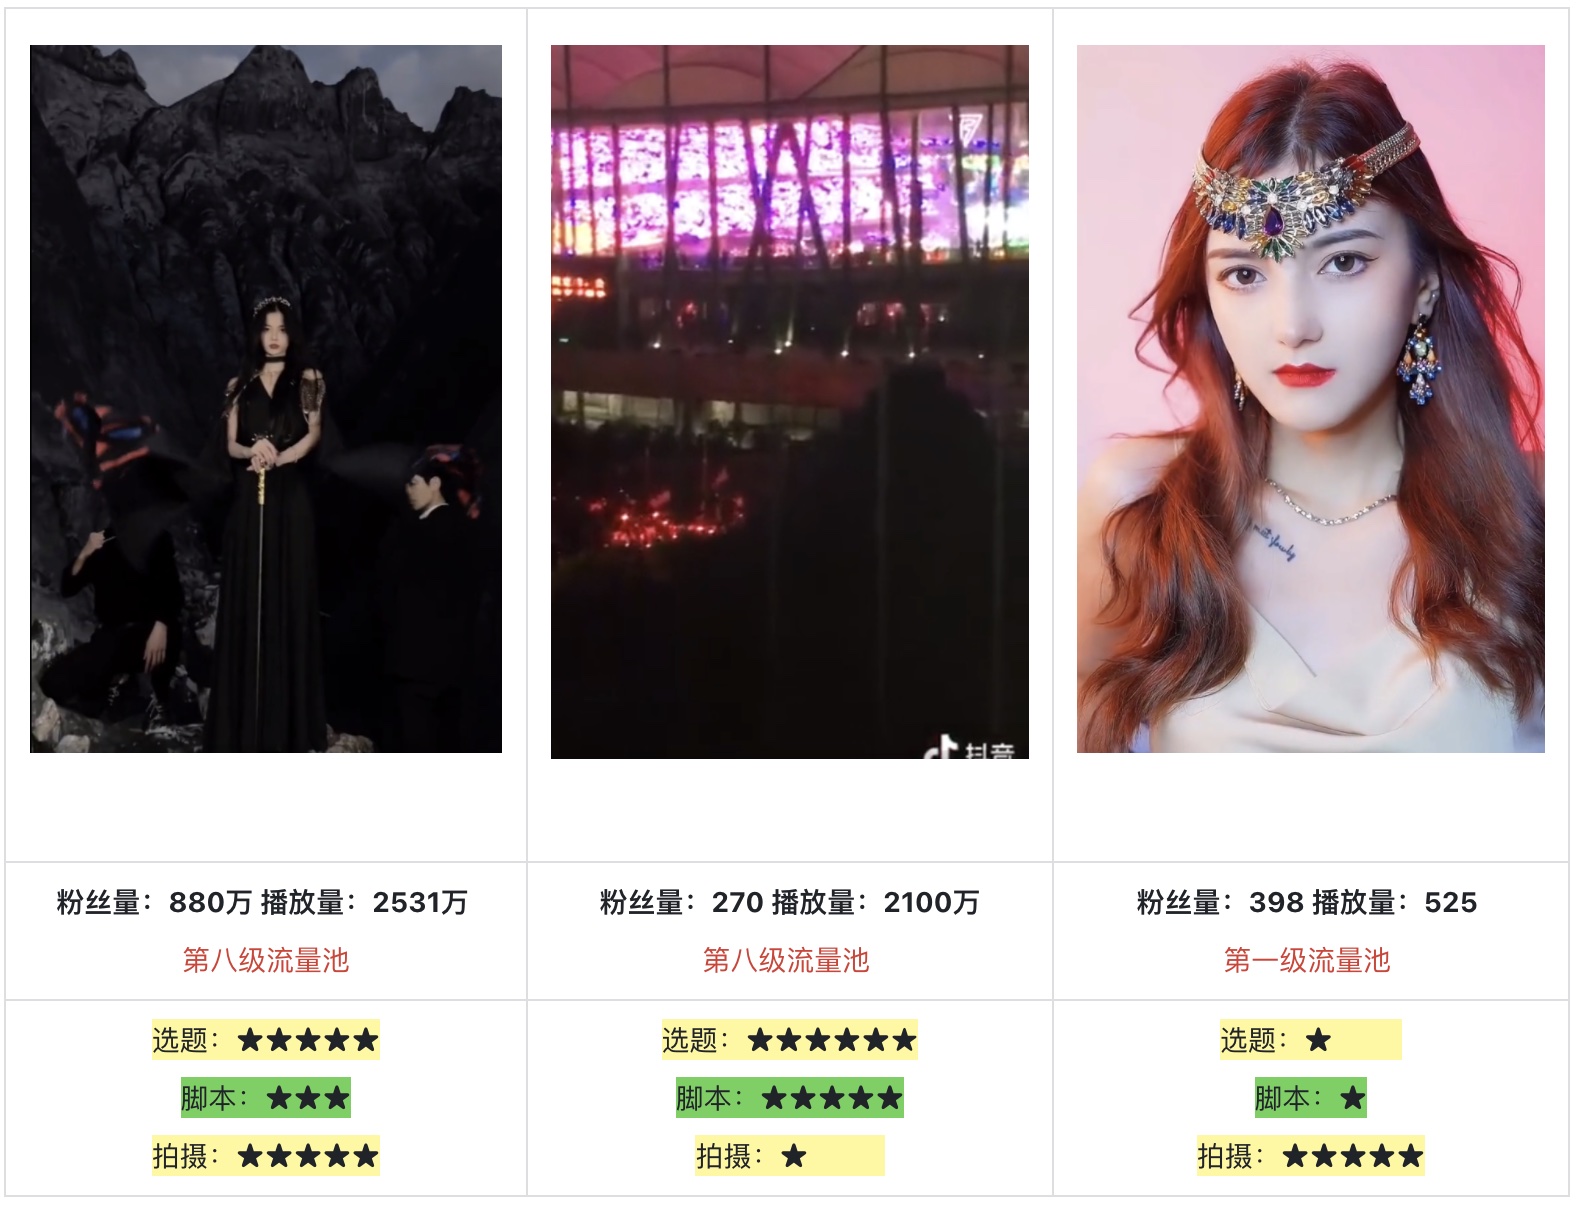 抖音
粉丝量：880万 播放量：2531万
第八级流量池
粉丝量：270 播放量：2100万
第八级流量池
粉丝量：398 播放量：525
第一级流量池
选题：★★★★★
脚本：★★★
拍摄：★★★★★
选题：★★★★★★
脚本：★★★★★
拍摄：★
选题：★
脚本：★
拍摄：★★★★★